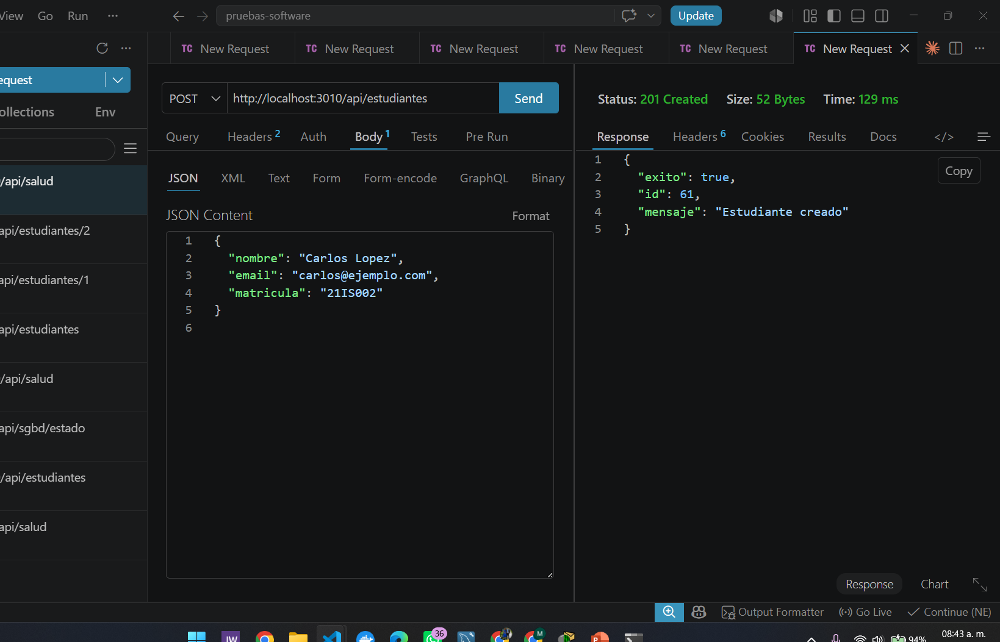 View Go Run ···
pruebas-software
Update
equest
ollections Env
/api/salud
api/estudiantes/2
api/estudiantes/1
api/estudiantes
/api/salud
api/sgbd/estado
/api/estudiantes
api/salud
TC New Request
TC New Request
TC New Request
TC New Request
TC New Request
TC New Request
POST http://localhost:3010/api/estudiantes Send
Query Headers 2 Auth Body 1 Tests Pre Run
JSON XML Text Form Form-encode GraphQL Binary
JSON Content Format
1 {
2 "nombre": "Carlos Lopez",
3 "email": "carlos@ejemplo.com",
4 "matricula": "21IS002"
5 }
6
Status: 201 Created Size: 52 Bytes Time: 129 ms
Response Headers 6 Cookies Results Docs </>
Copy
1 {
2 "exito": true,
3 "id": 61,
4 "mensaje": "Estudiante creado"
5 }
Response Chart
Output Formatter Go Live Continue (NE)
IW 36 M P 94% 08:43 a. m.